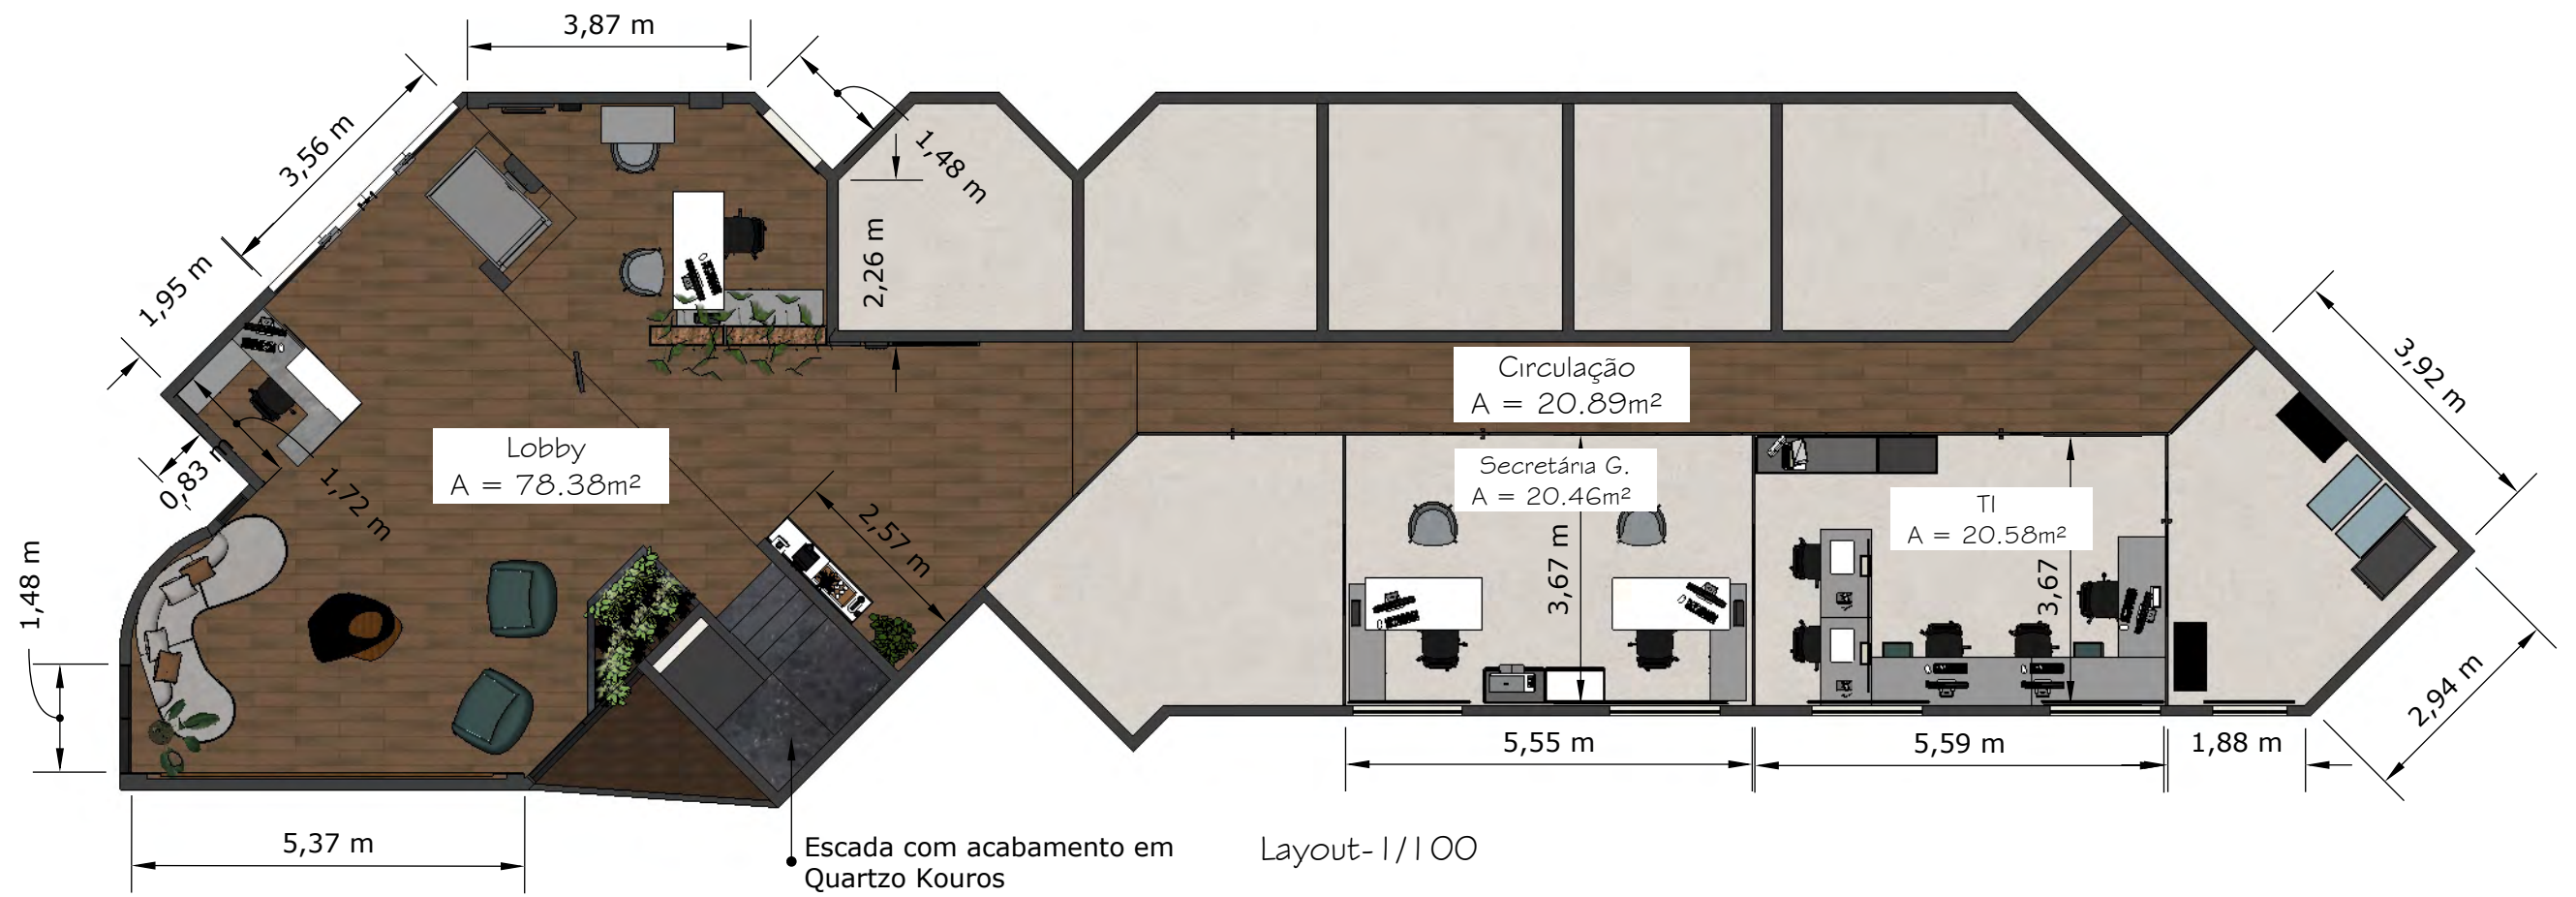 3,87 m
3,56 m
1,48 m
1,95 m
2,26 m
Circulação
A = 20.89m²
3,92 m
Lobby
A = 78.38m²
Secretária G.
A = 20.46m²
0,83 m
1,72 m
2,57 m
TI
A = 20.58m²
3,67 m
3,67 m
1,48 m
2,94 m
5,55 m
5,59 m
1,88 m
5,37 m
Escada com acabamento em
Quartzo Kouros
Layout-1/100